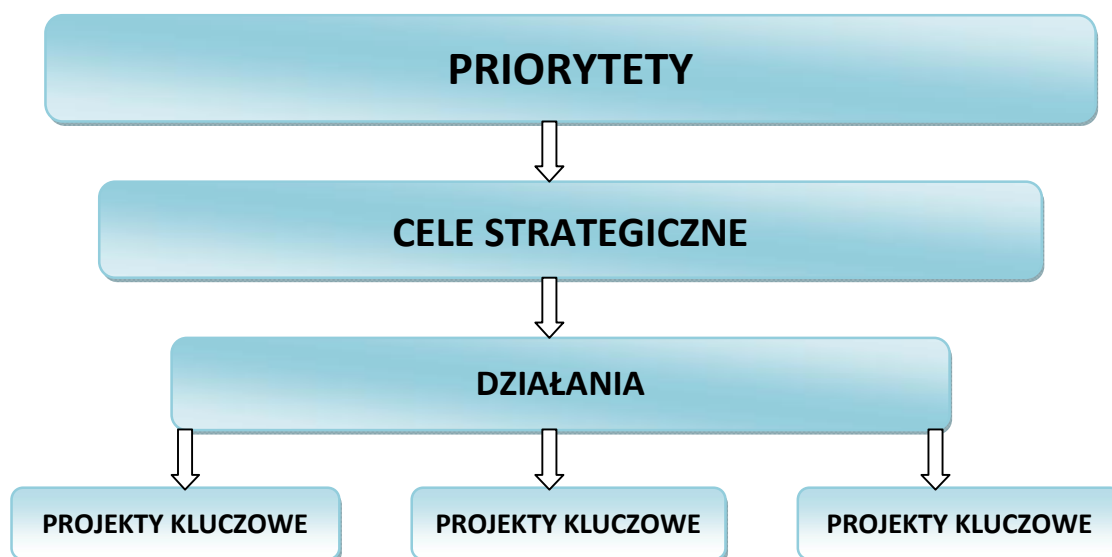 PRIORYTETY
CELE STRATEGICZNE
DZIAŁANIA
PROJEKTY KLUCZOWE
PROJEKTY KLUCZOWE
PROJEKTY KLUCZOWE